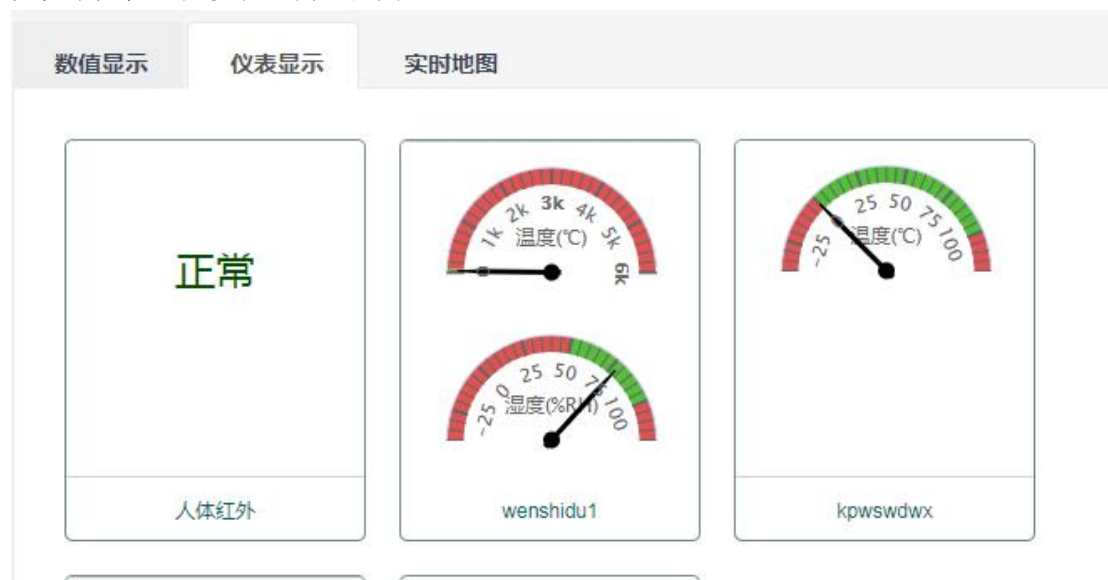 数值显示 仪表显示 实时地图
正常
人体红外
1k 2k 3k 4k 5k 6k
温度(℃)
-25 0 25 50 75 100
湿度(%RH)
wenshidu1
-25 25 50 75 100
温度(℃)
kpwswdwx